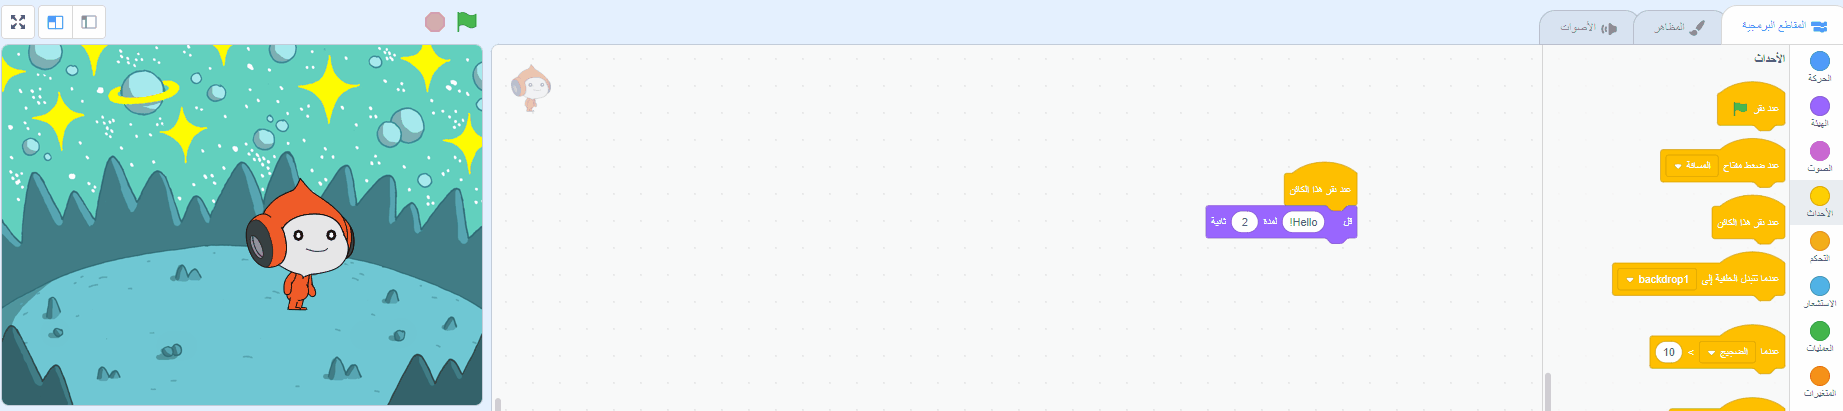 المقاطع البرمجية
المظاهر
الأصوات
الحركة
الهيئة
الصوت
الأحداث
التحكم
الاستشعار
العمليات
المتغيرات
الأحداث
عند نقر
عند ضغط مفتاح المسافة
عند نقر هذا الكائن
عندما تتبدل الخلفية إلى backdrop1
عندما الضجيج > 10
عند نقر هذا الكائن
قل Hello! لمدة 2 ثانية